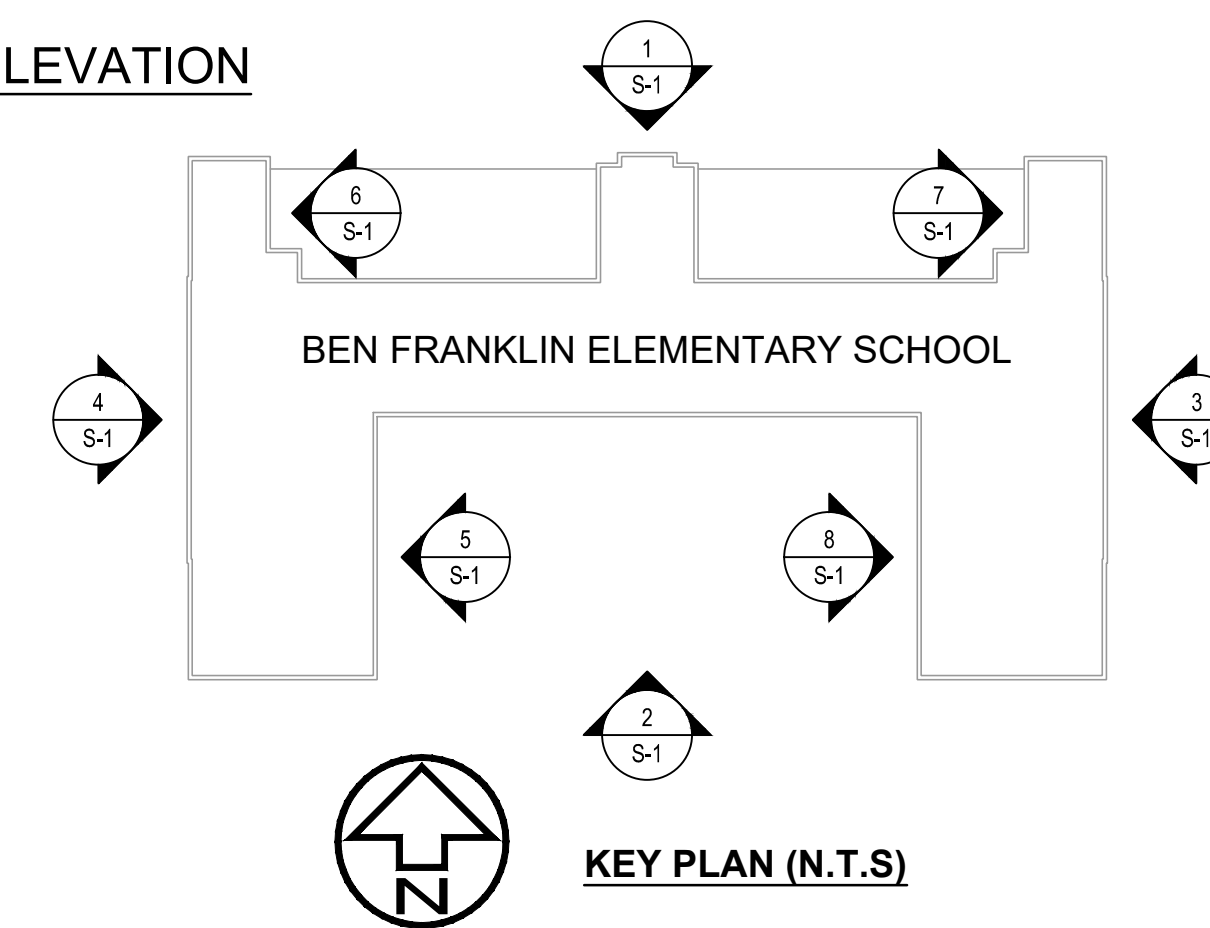 LEVATION
1
S-1
6
S-1
7
S-1
BEN FRANKLIN ELEMENTARY SCHOOL
4
S-1
3
S-1
5
S-1
8
S-1
2
S-1
N
KEY PLAN (N.T.S)